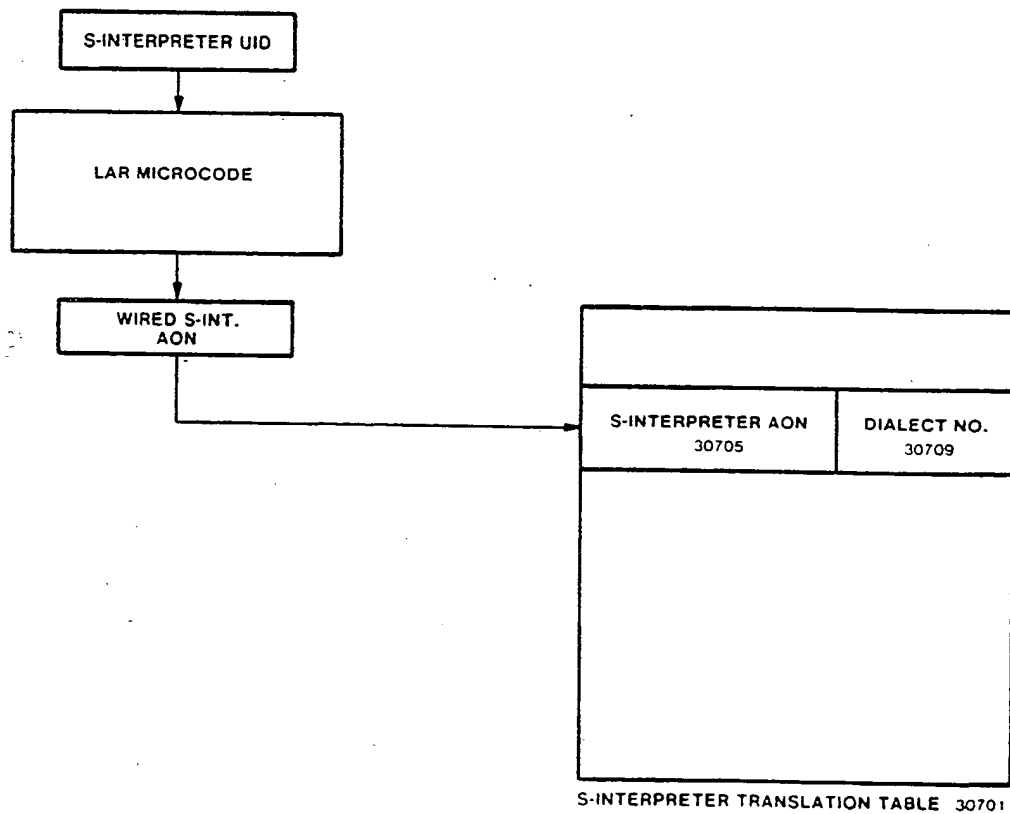 S-INTERPRETER UID
LAR MICROCODE
WIRED S-INT.
AON
S-INTERPRETER AON
30705
DIALECT NO.
30709
S-INTERPRETER TRANSLATION TABLE 30701